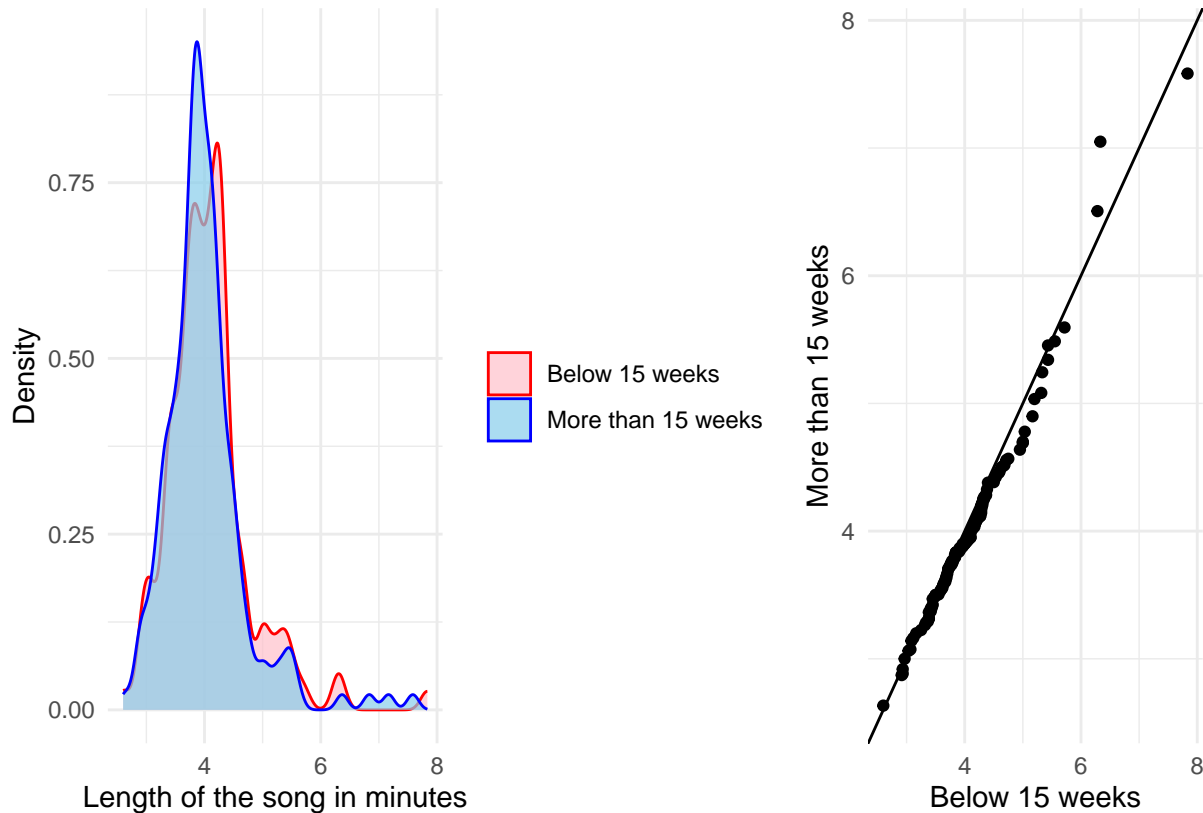 Density
0.75
0.50
0.25
0.00
4
6
8
Length of the song in minutes
Below 15 weeks
More than 15 weeks
More than 15 weeks
8
6
4
4
6
8
Below 15 weeks